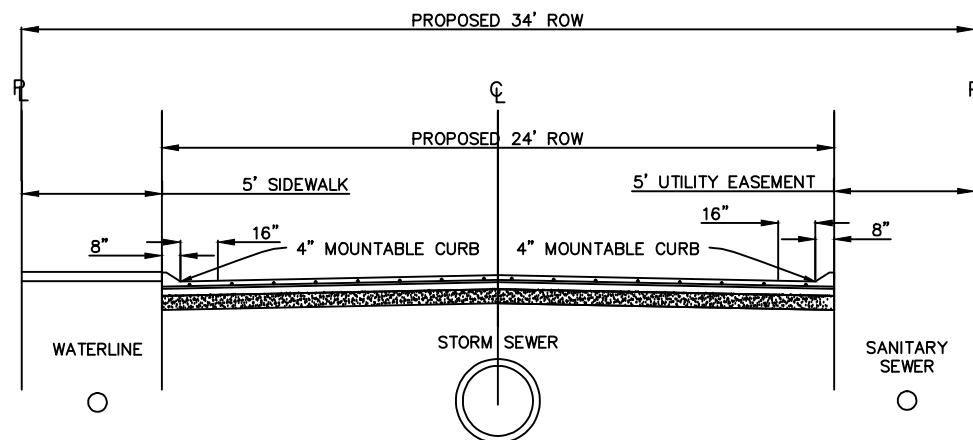 PROPOSED 34' ROW
PL
CL
P
PROPOSED 24' ROW
5' SIDEWALK
5' UTILITY EASEMENT
16"
8"
16"
4" MOUNTABLE CURB
4" MOUNTABLE CURB
8"
WATERLINE
STORM SEWER
SANITARY
SEWER